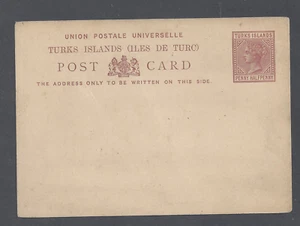 UNION POSTALE UNIVERSELLE
TURKS ISLANDS (ILES DE TURC)
POST CARD
THE ADDRESS ONLY TO BE WRITTEN ON THIS SIDE.
TURKS ISLANDS
PENNY HALFPENNY